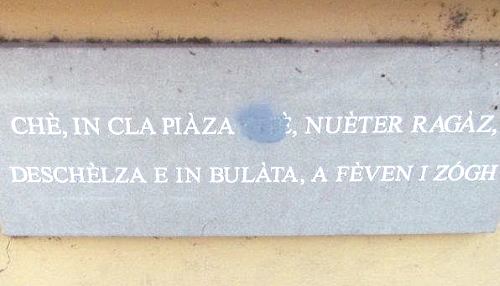 CHÈ, IN CLA PIÀZA È, NUÈTER RAGÀZ,
DESCHÈLZA E IN BULÀTA, A FÈVEN I ZÓGH